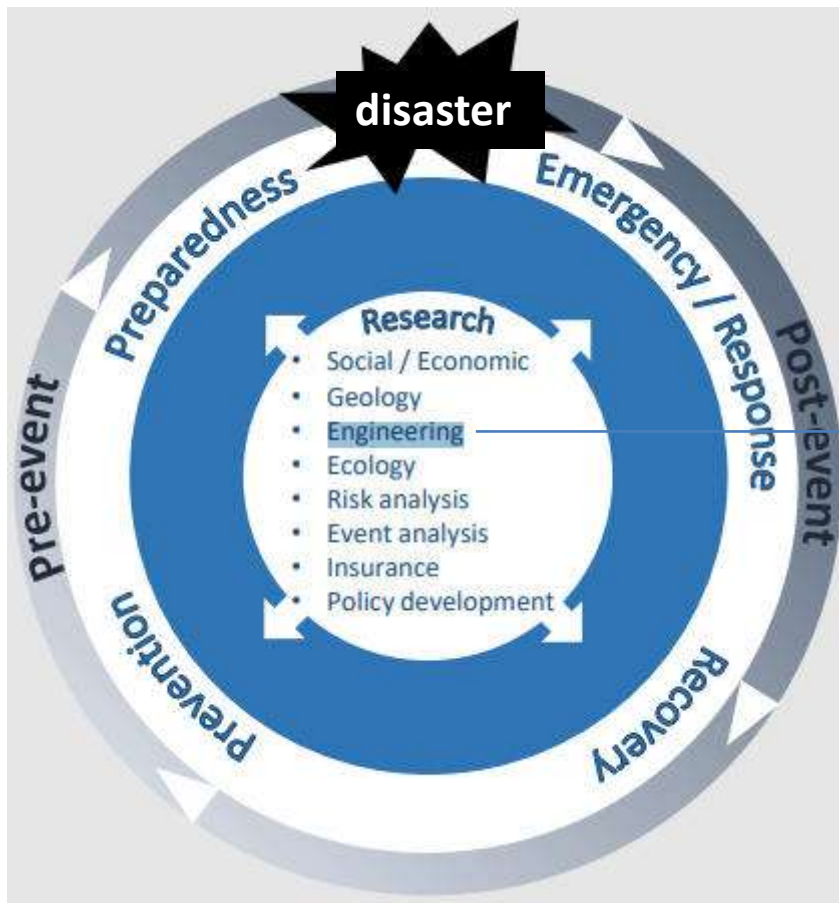 disaster
Preparedness
Emergency / Response
Pre-event
Post-event
Research
• Social / Economic
• Geology
• Engineering
• Ecology
• Risk analysis
• Event analysis
• Insurance
• Policy development
Prevention
Recovery